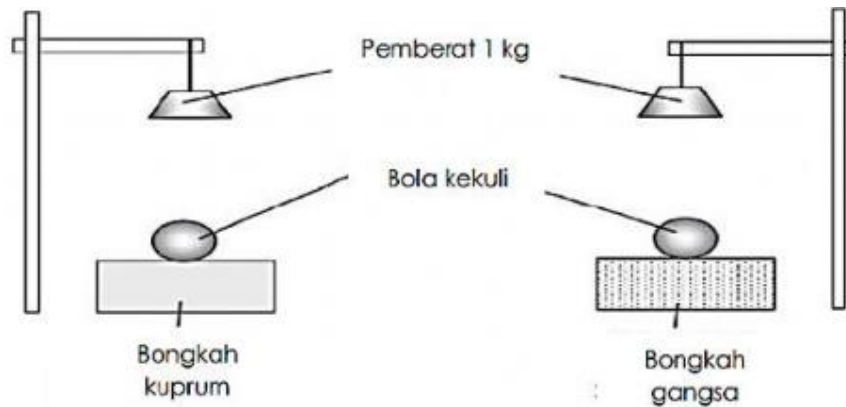 Pemberat 1 kg
Bola kekuli
Bongkah
kuprum
Bongkah
gangsa